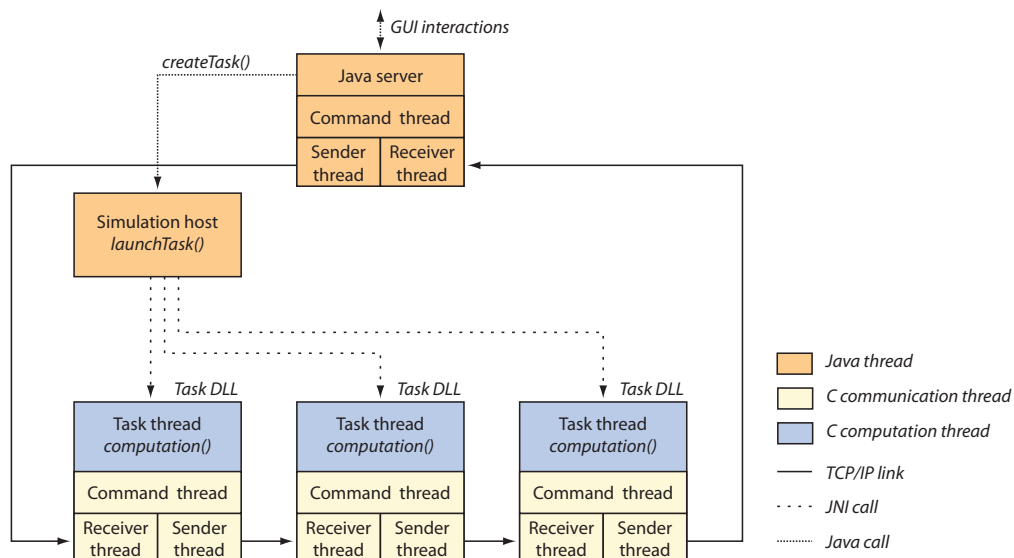 GUI interactions
createTask()
Java server
Command thread
Sender thread
Receiver thread
Simulation host
launchTask()
Task DLL
Task thread
computation()
Command thread
Receiver thread
Sender thread
Task DLL
Task thread
computation()
Command thread
Receiver thread
Sender thread
Task DLL
Task thread
computation()
Command thread
Receiver thread
Sender thread
Java thread
C communication thread
C computation thread
TCP/IP link
JNI call
Java call